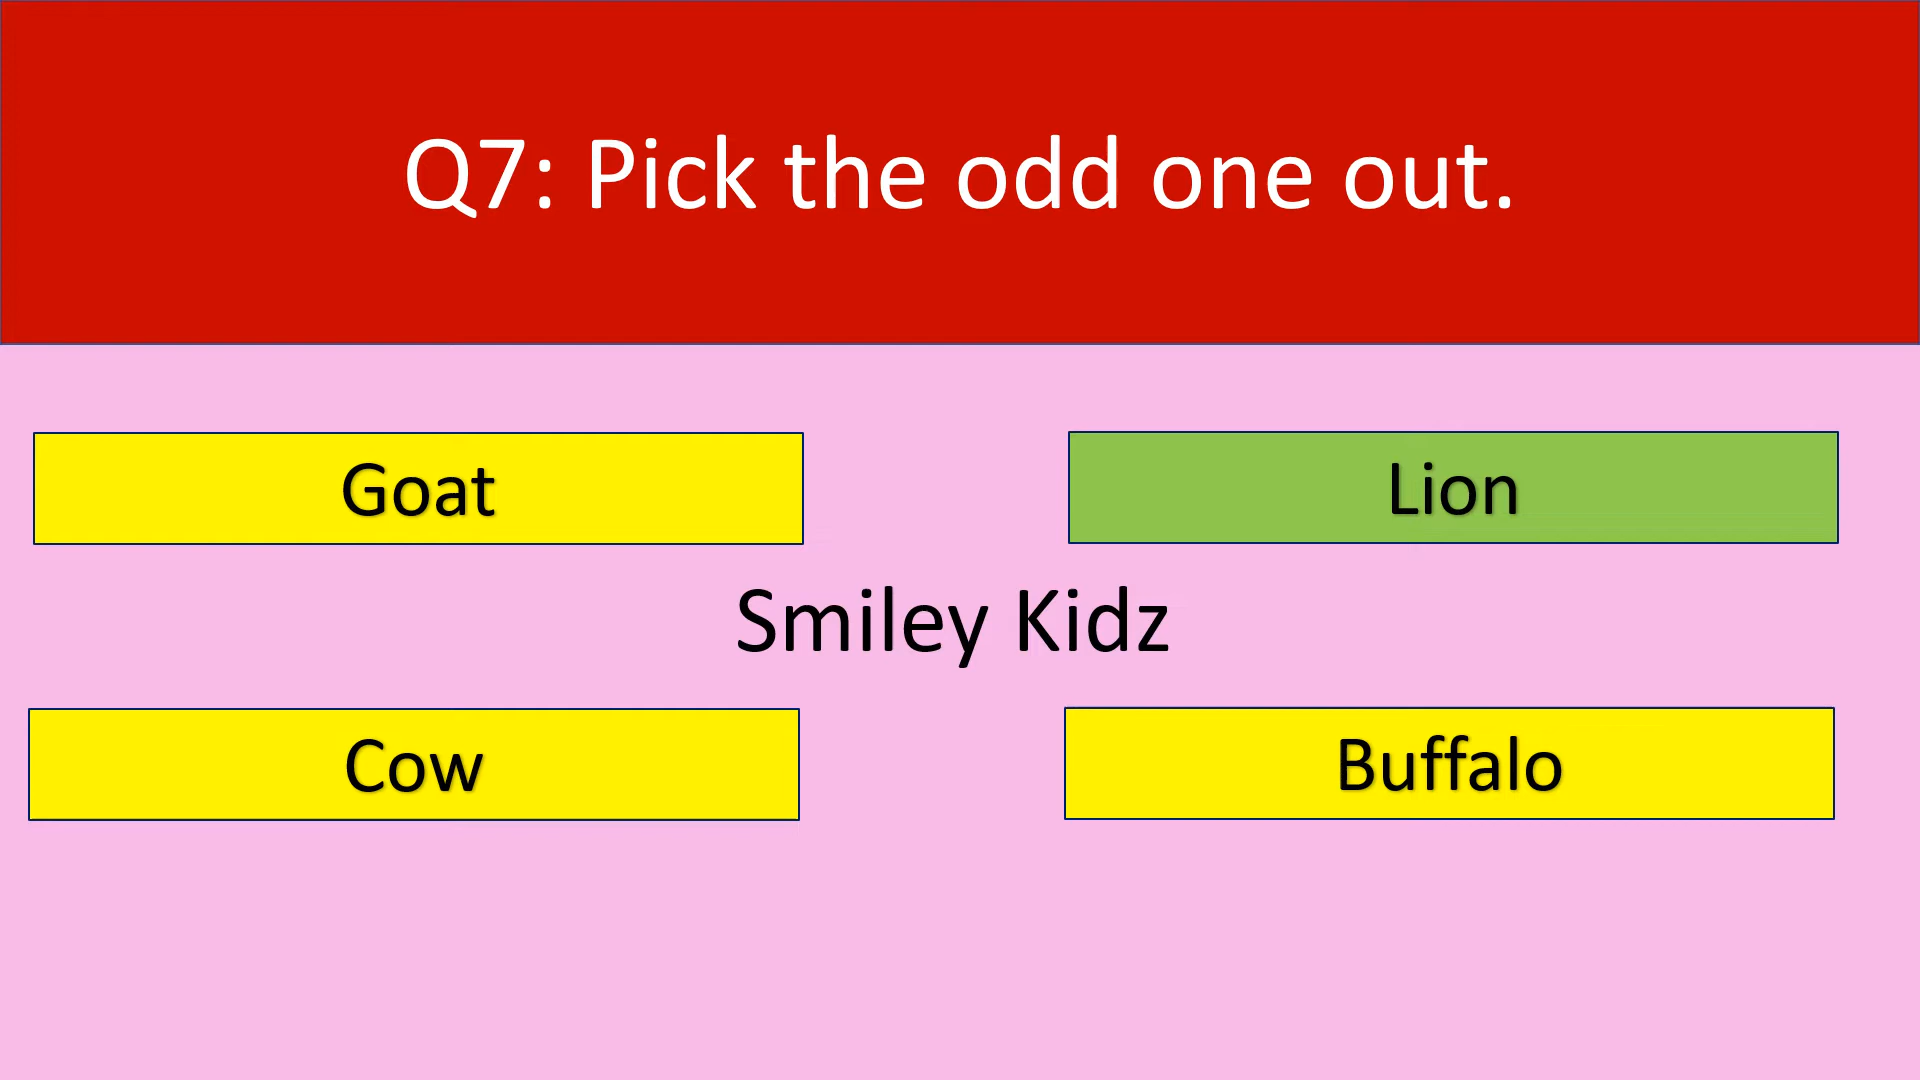 Q7: Pick the odd one out.
Goat
Lion
Smiley Kidz
Cow
Buffalo